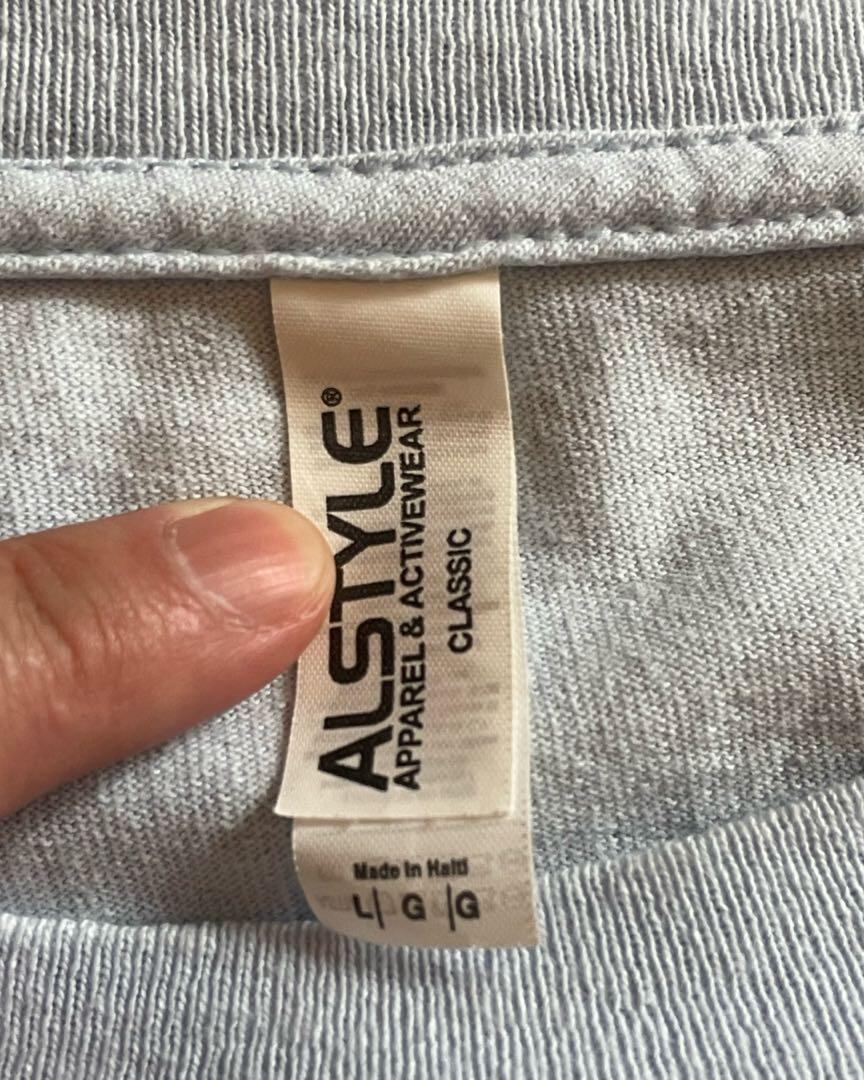 ALSTYLE®
APPAREL & ACTIVEWEAR
CLASSIC
Made in Haiti
L | G | G